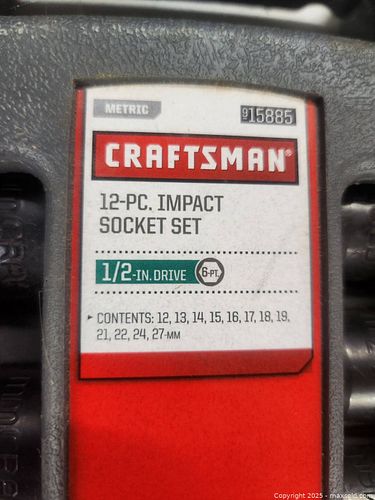 METRIC
915885
CRAFTSMAN®
12-PC. IMPACT
SOCKET SET
1/2-IN. DRIVE 6-PT.
▸ CONTENTS: 12, 13, 14, 15, 16, 17, 18, 19,
21, 22, 24, 27-MM
Copyright 2025 - maxsold.com